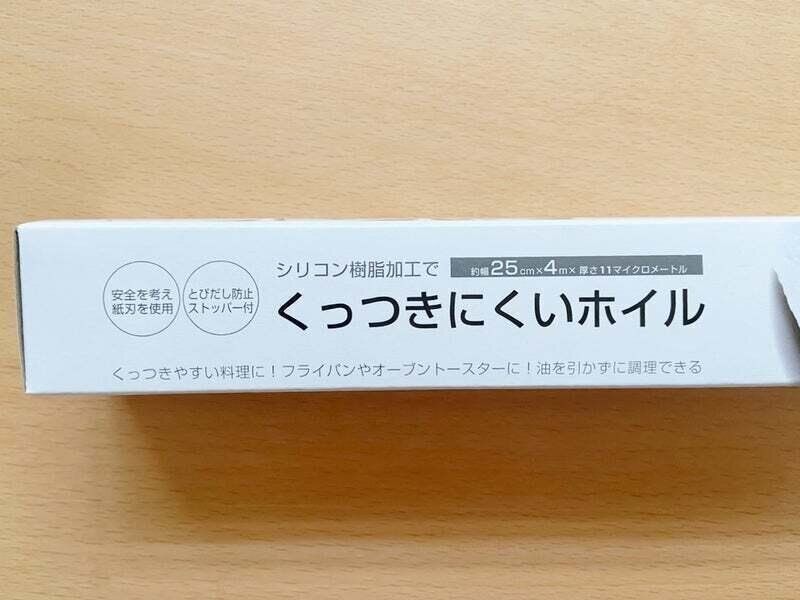 シリコン樹脂加工で
約幅25cm×4m×厚さ11マイクロメートル
安全を考え
紙刃を使用
とびだし防止
ストッパー付
くっつきにくいホイル
くっつきやすい料理に!フライパンやオーブントースターに!油を引かずに調理できる